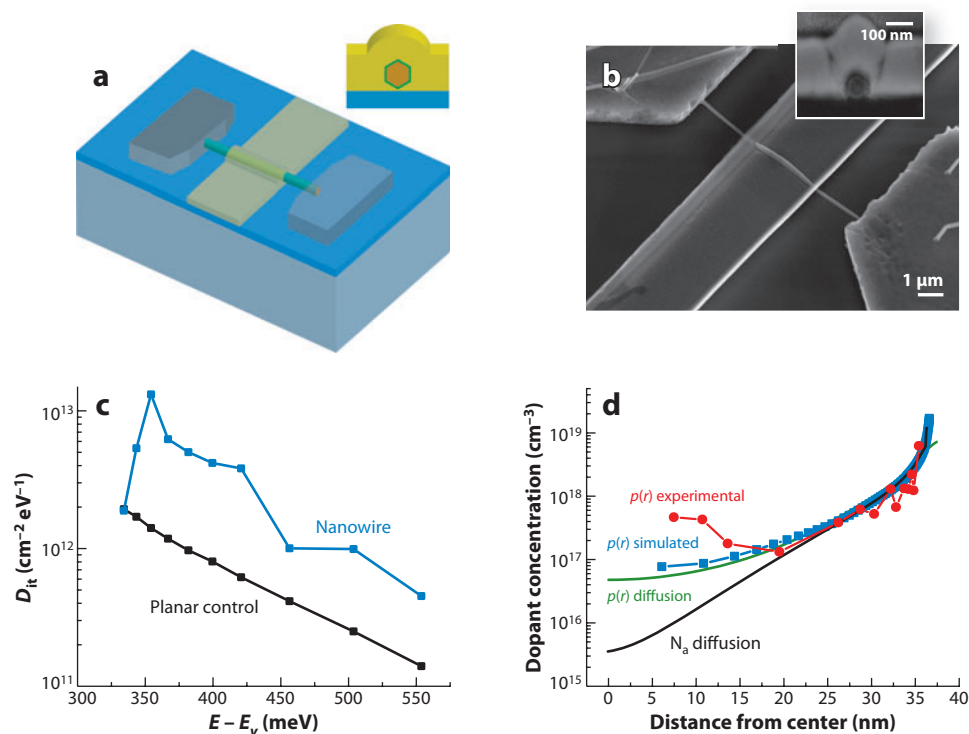 a
b
100 nm
1 µm
c
10¹³
10¹²
10¹¹
D_it (cm⁻² eV⁻¹)
Nanowire
Planar control
300 350 400 450 500 550
E – E_v (meV)
d
10¹⁹
10¹⁸
10¹⁷
10¹⁶
10¹⁵
Dopant concentration (cm⁻³)
p(r) experimental
p(r) simulated
p(r) diffusion
N_a diffusion
0 5 10 15 20 25 30 35 40
Distance from center (nm)